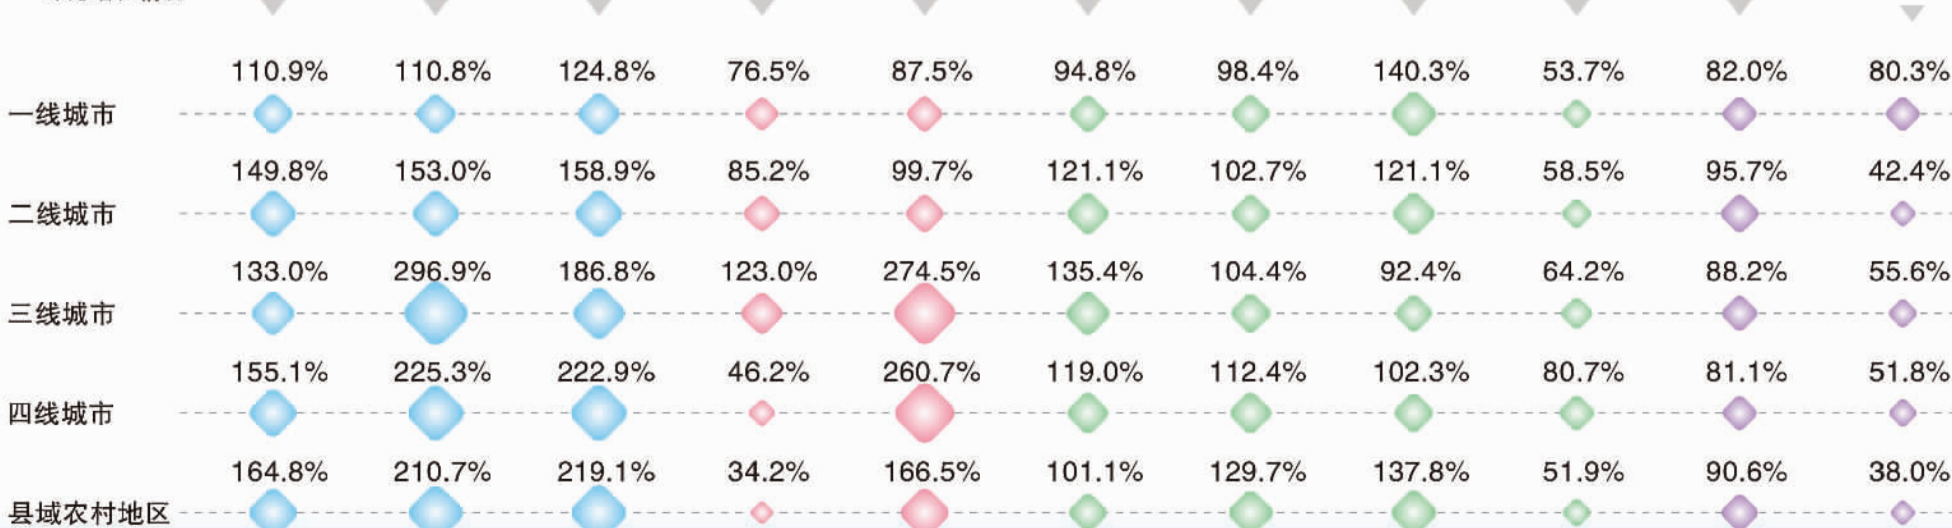 110.9% 110.8% 124.8% 76.5% 87.5% 94.8% 98.4% 140.3% 53.7% 82.0% 80.3%
一线城市
149.8% 153.0% 158.9% 85.2% 99.7% 121.1% 102.7% 121.1% 58.5% 95.7% 42.4%
二线城市
133.0% 296.9% 186.8% 123.0% 274.5% 135.4% 104.4% 92.4% 64.2% 88.2% 55.6%
三线城市
155.1% 225.3% 222.9% 46.2% 260.7% 119.0% 112.4% 102.3% 80.7% 81.1% 51.8%
四线城市
164.8% 210.7% 219.1% 34.2% 166.5% 101.1% 129.7% 137.8% 51.9% 90.6% 38.0%
县域农村地区